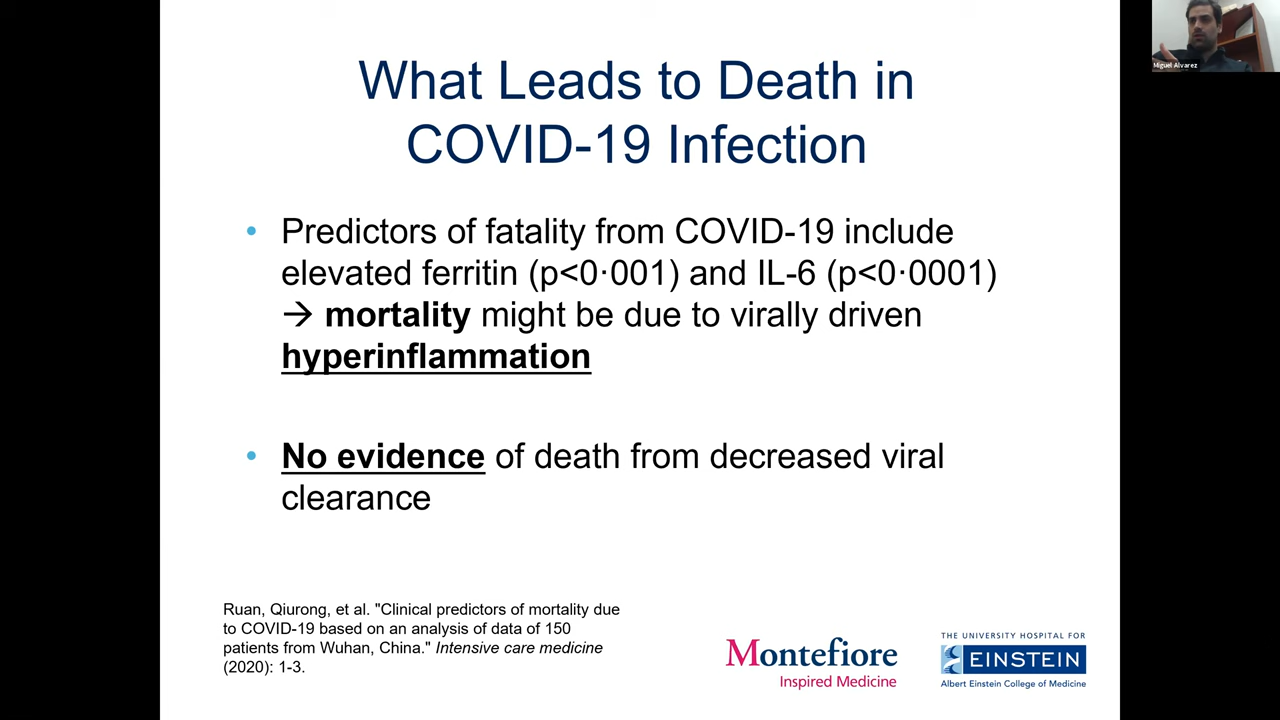 Miguel Alvarez
What Leads to Death in
COVID-19 Infection
• Predictors of fatality from COVID-19 include
elevated ferritin (p<0·001) and IL-6 (p<0·0001)
→ mortality might be due to virally driven
hyperinflammation
• No evidence of death from decreased viral
clearance
Ruan, Qiurong, et al. "Clinical predictors of mortality due
to COVID-19 based on an analysis of data of 150
patients from Wuhan, China." Intensive care medicine
(2020): 1-3.
Montefiore
Inspired Medicine
THE UNIVERSITY HOSPITAL FOR
EINSTEIN
Albert Einstein College of Medicine